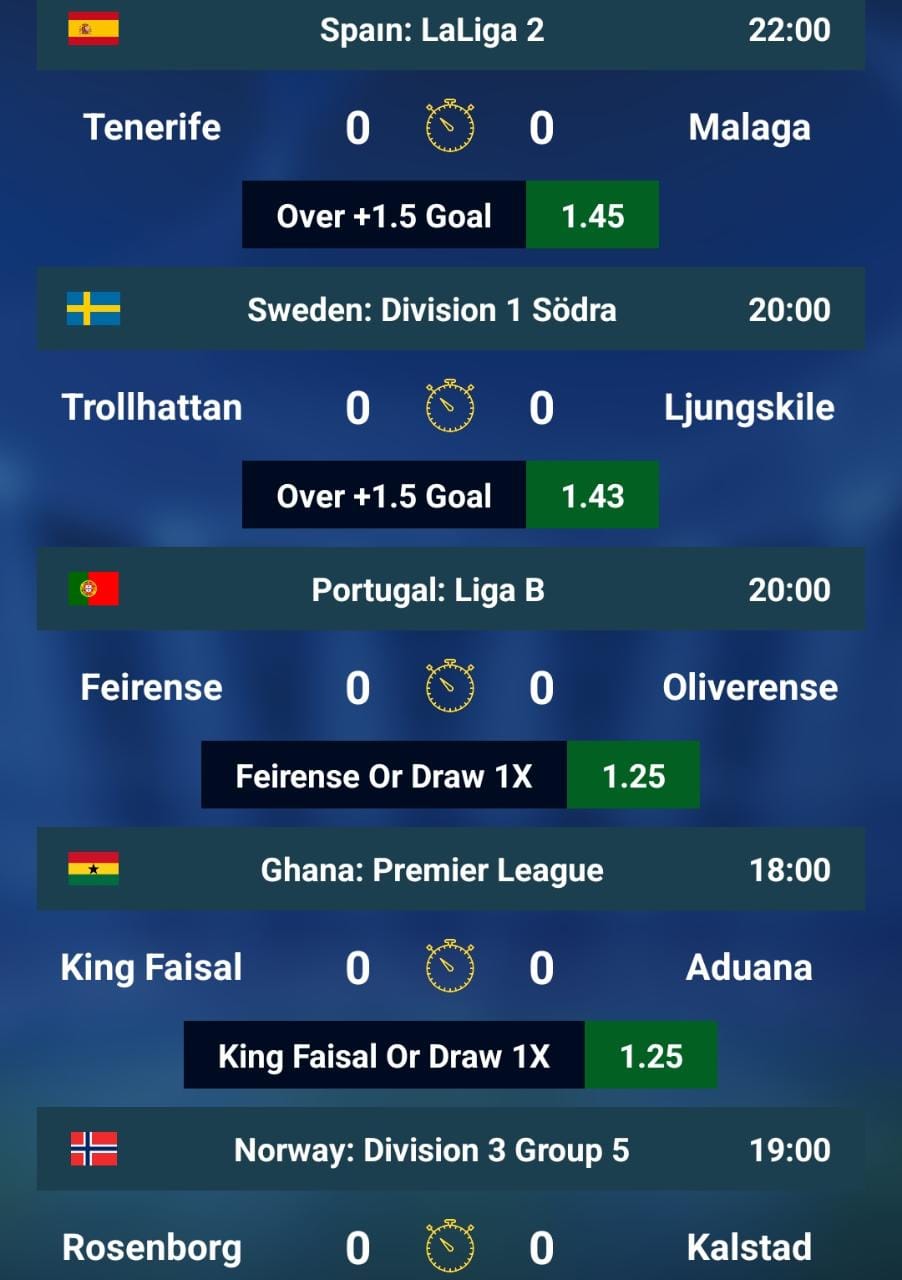 Spaın: LaLiga 2 22:00
Tenerife 0 0 Malaga
Over +1.5 Goal 1.45
Sweden: Division 1 Södra 20:00
Trollhattan 0 0 Ljungskile
Over +1.5 Goal 1.43
Portugal: Liga B 20:00
Feirense 0 0 Oliverense
Feirense Or Draw 1X 1.25
Ghana: Premier League 18:00
King Faisal 0 0 Aduana
King Faisal Or Draw 1X 1.25
Norway: Division 3 Group 5 19:00
Rosenborg 0 0 Kalstad